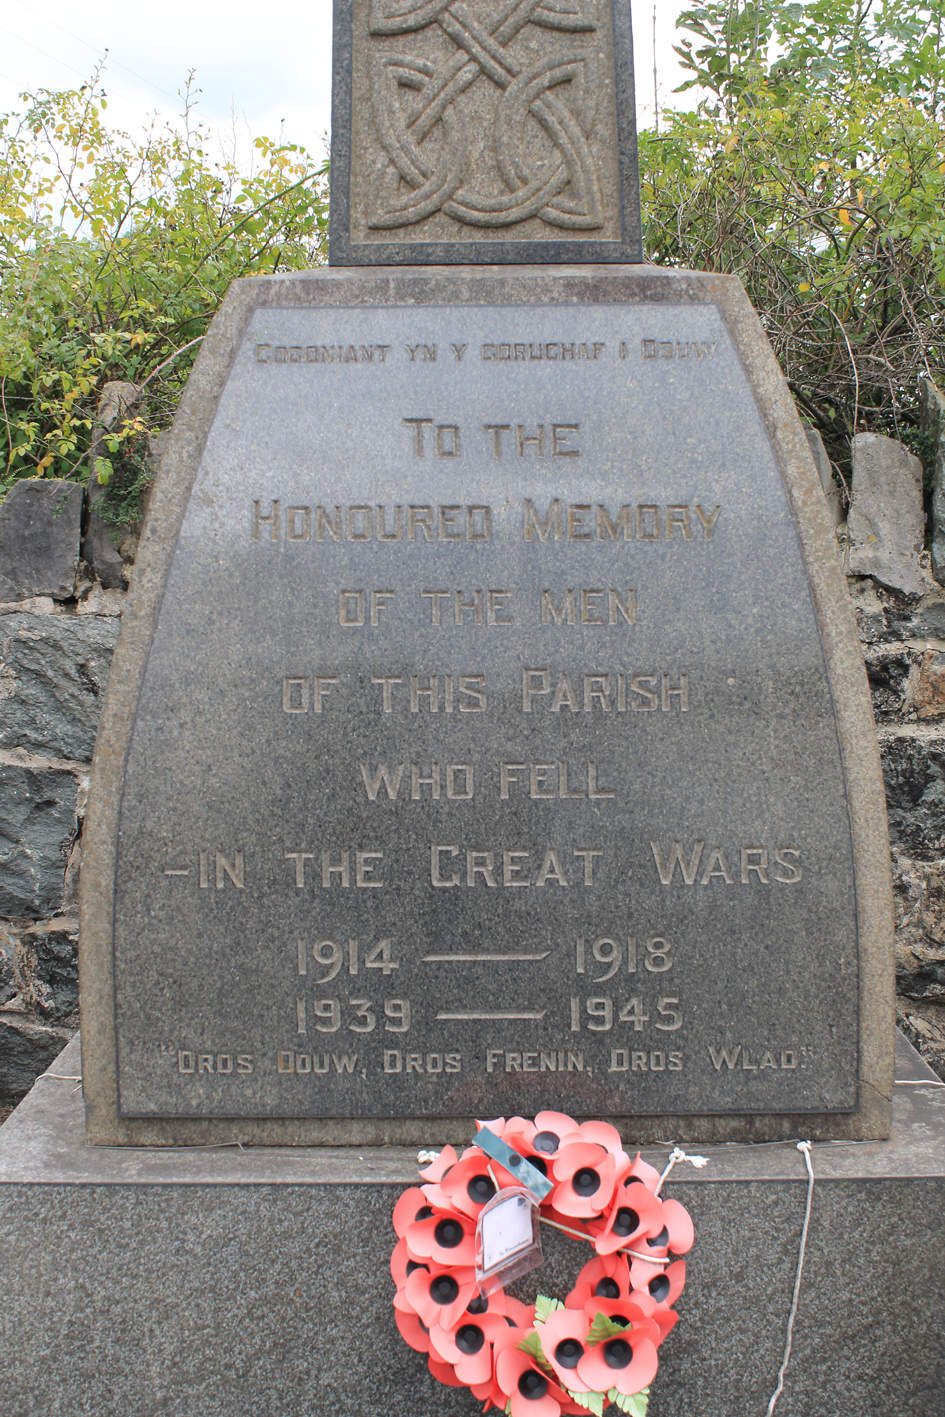 Gogoniant yn y goruchaf i Dduw
To the
Honoured Memory
of the men
of this Parish
Who fell
-in the Great Wars
1914 — 1918
1939 — 1945
"Dros Dduw, Dros Frenin, Dros Wlad"